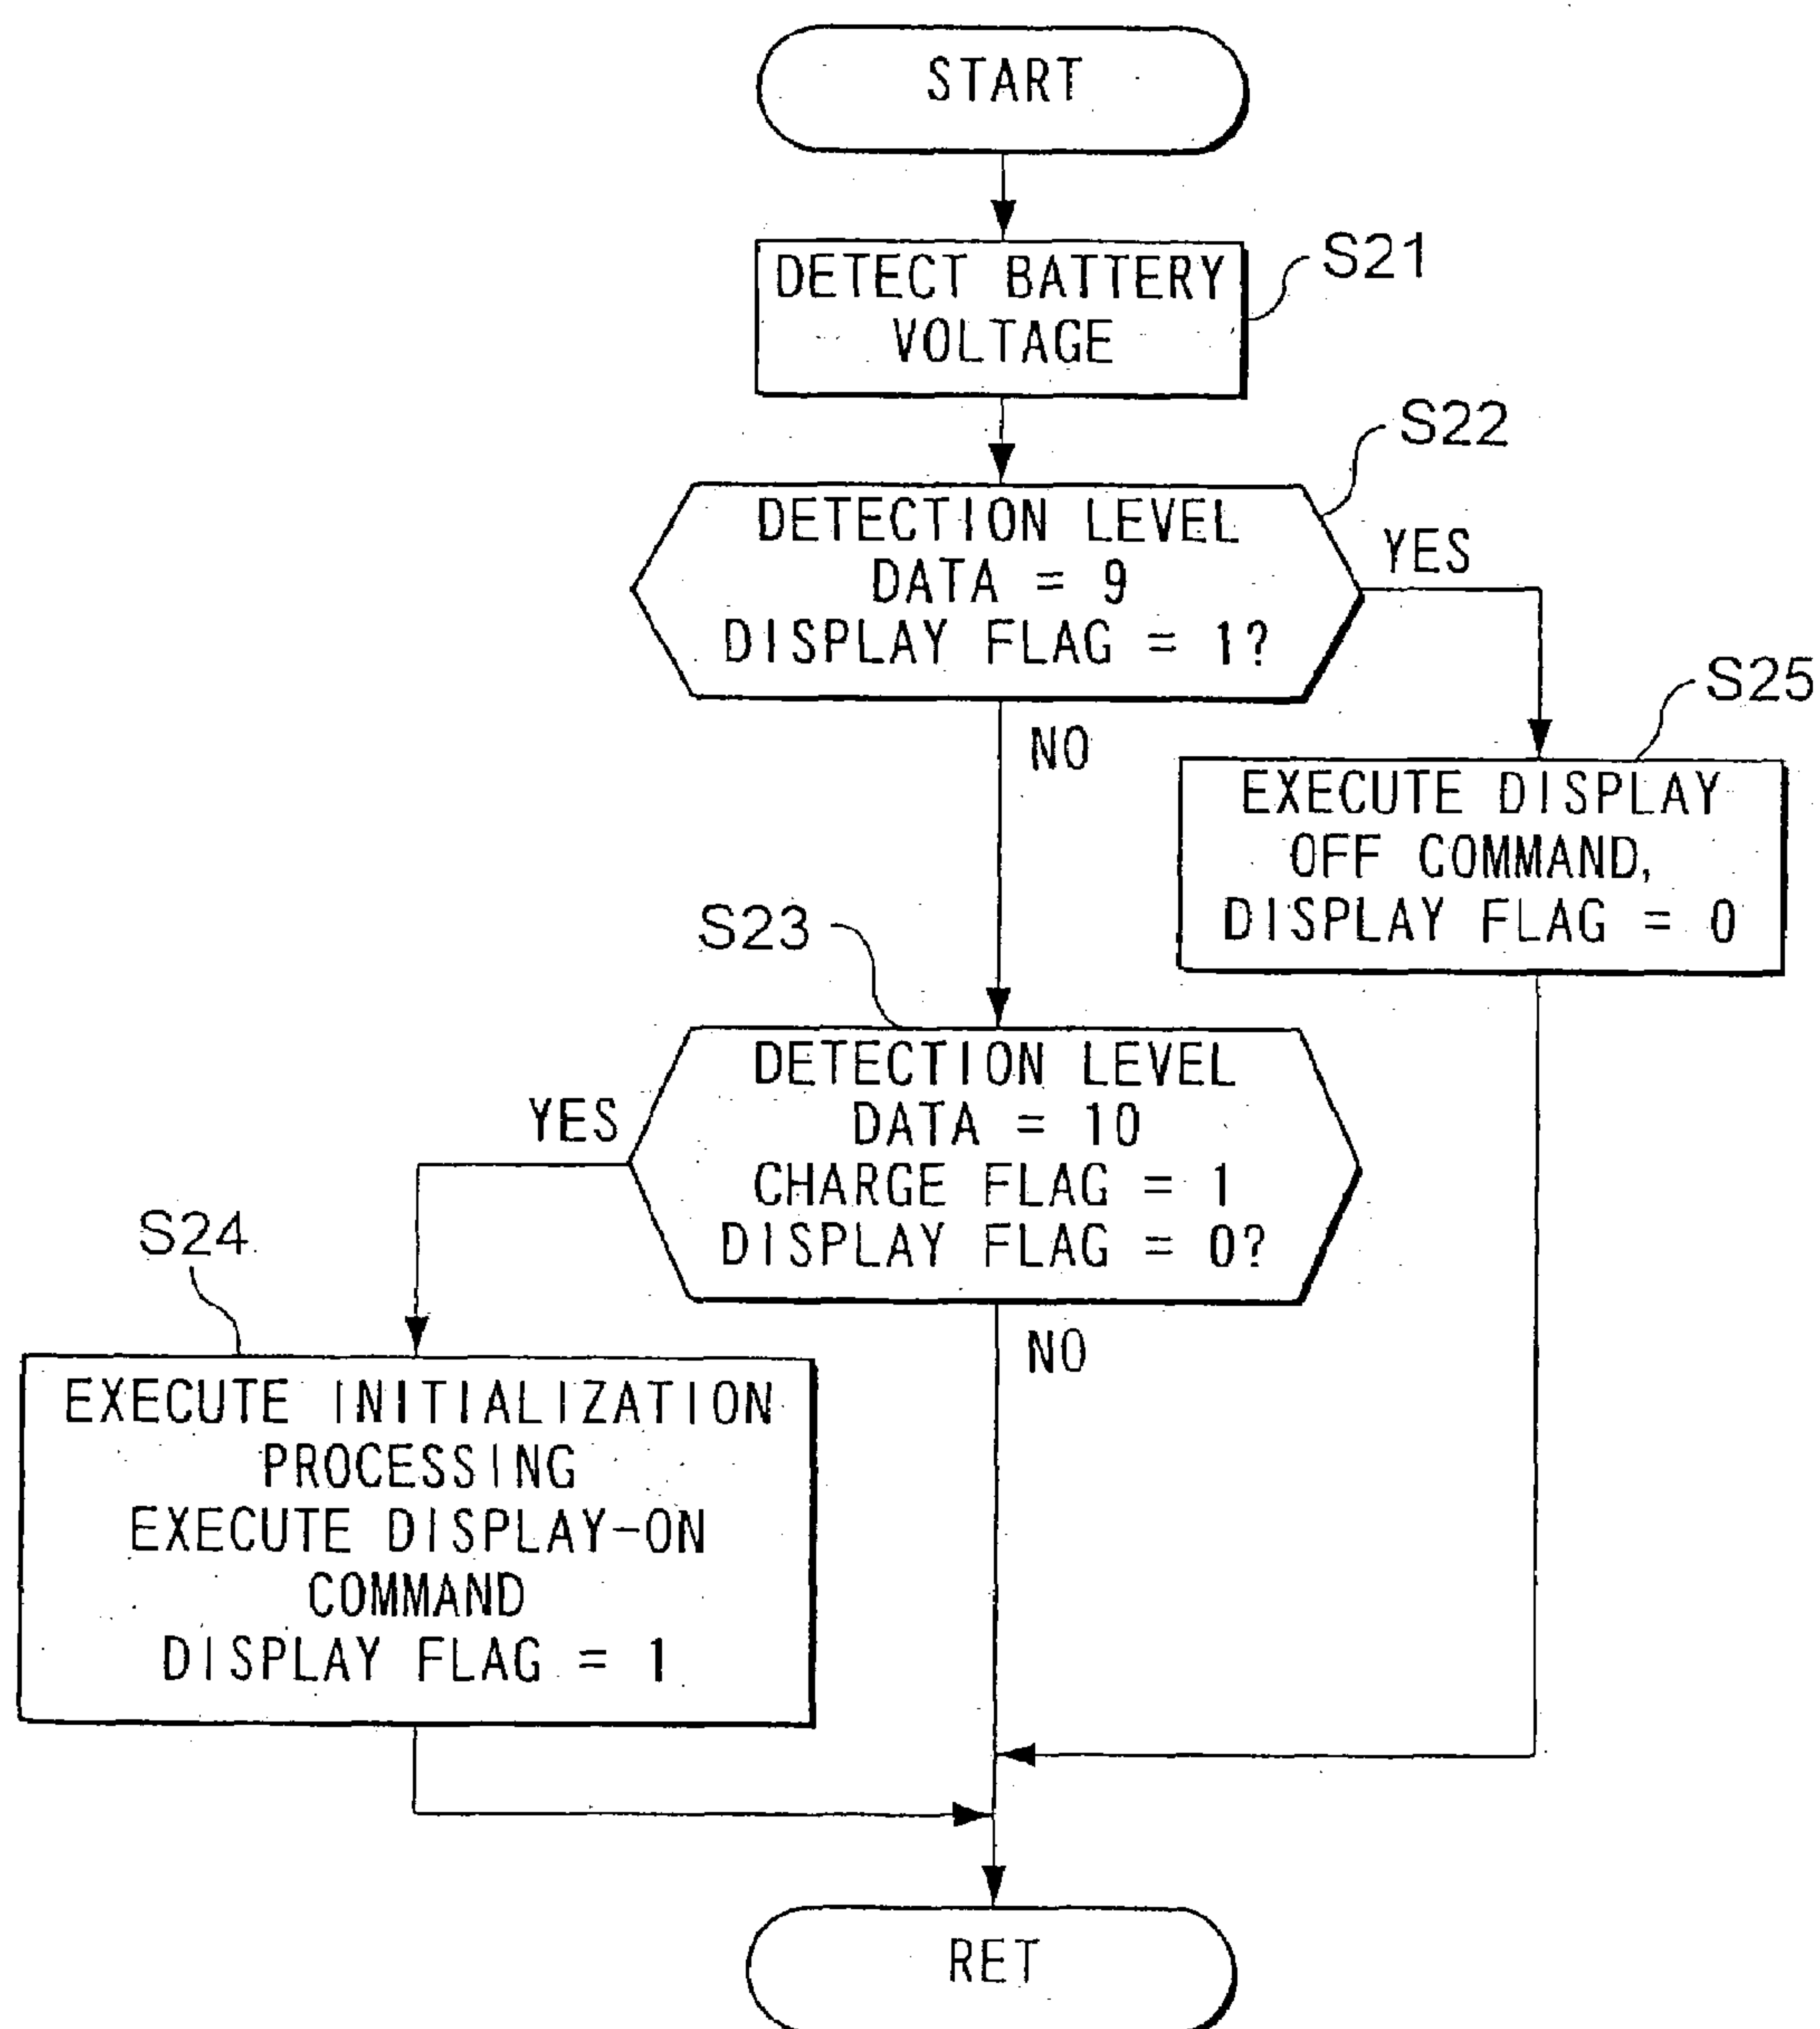 START
DETECT BATTERY
VOLTAGE
S21
S22
DETECTION LEVEL
DATA = 9
DISPLAY FLAG = 1?
YES
NO
S25
EXECUTE DISPLAY
OFF COMMAND,
DISPLAY FLAG = 0
S23
DETECTION LEVEL
DATA = 10
CHARGE FLAG = 1
DISPLAY FLAG = 0?
YES
NO
S24
EXECUTE INITIALIZATION
PROCESSING
EXECUTE DISPLAY-ON
COMMAND
DISPLAY FLAG = 1
RET